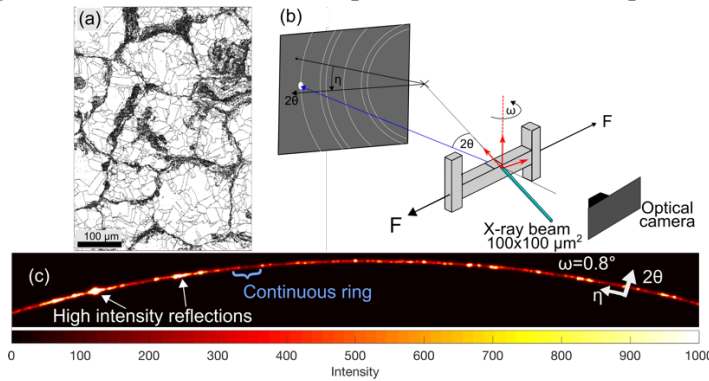 (a)
100 µm
(b)
η
2θ
2θ
ω
F
F
X-ray beam
100x100 µm²
Optical
camera
(c)
ω=0.8°
2θ
η
Continuous ring
High intensity reflections
0 100 200 300 400 500 600 700 800 900 1000
Intensity